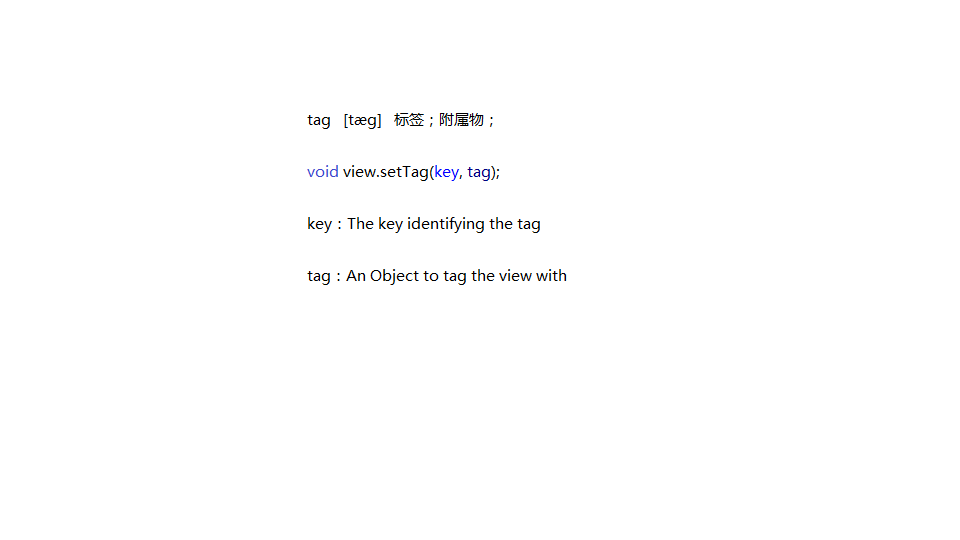 tag [tæg] 标签；附属物；
void view.setTag(key, tag);
key：The key identifying the tag
tag：An Object to tag the view with